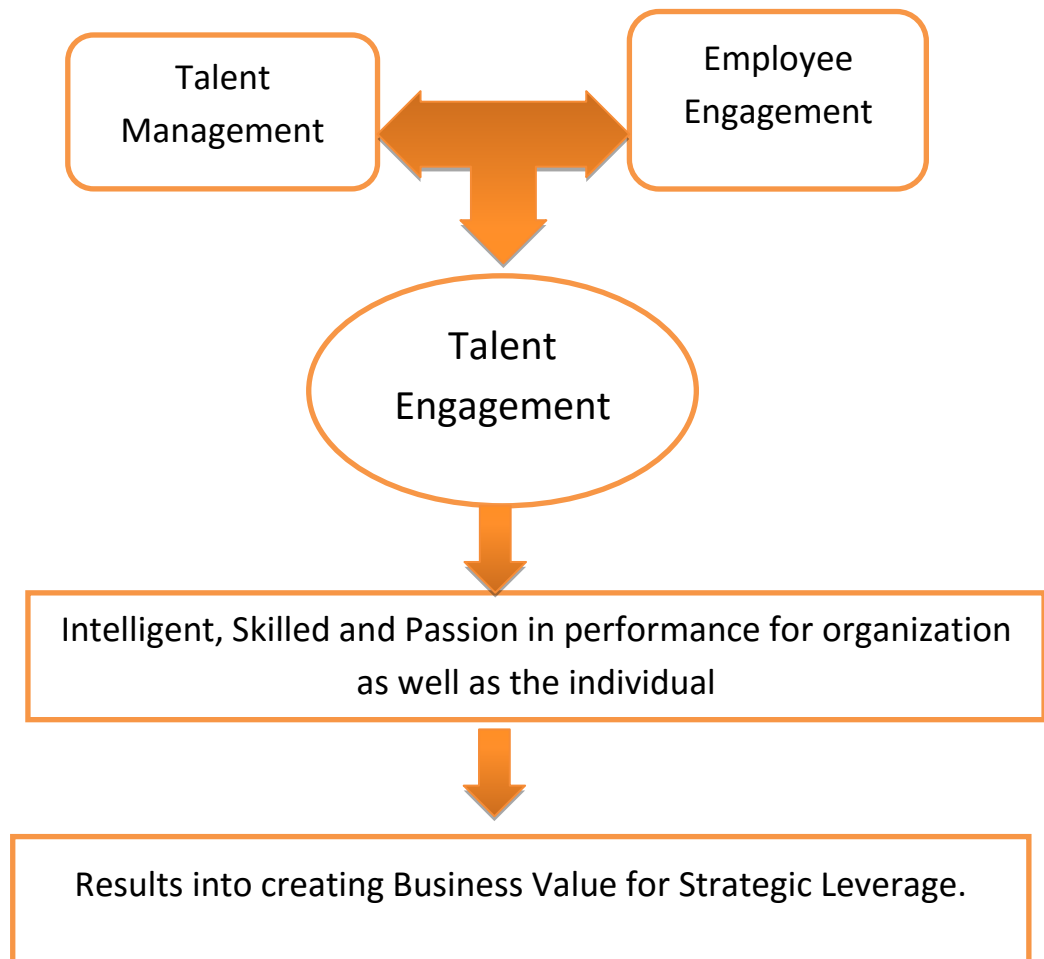 Talent
Management
Employee
Engagement
Talent
Engagement
Intelligent, Skilled and Passion in performance for organization
as well as the individual
Results into creating Business Value for Strategic Leverage.